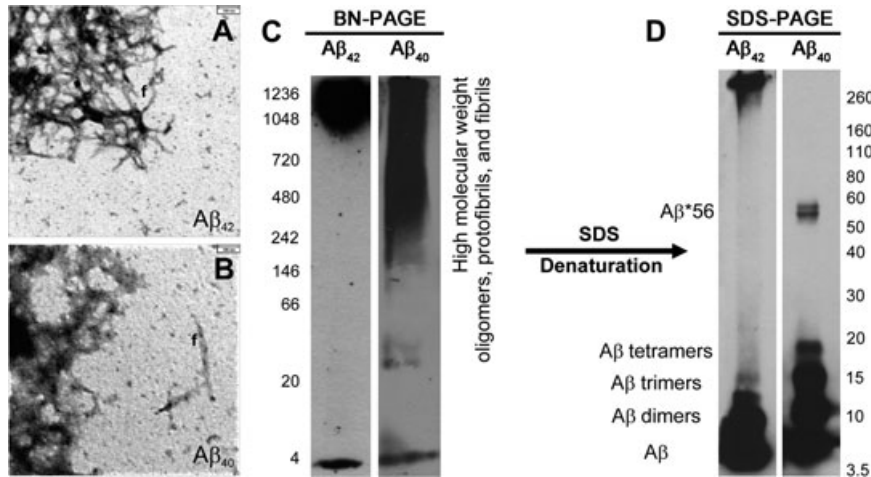 A
f
Aβ42
B
f
Aβ40
C
BN-PAGE
Aβ42
Aβ40
1236
1048
720
480
242
146
66
20
4
High molecular weight
oligomers, protofibrils, and fibrils
SDS
Denaturation
D
SDS-PAGE
Aβ42
Aβ40
Aβ*56
Aβ tetramers
Aβ trimers
Aβ dimers
Aβ
260
160
110
80
60
50
40
30
20
15
10
3.5